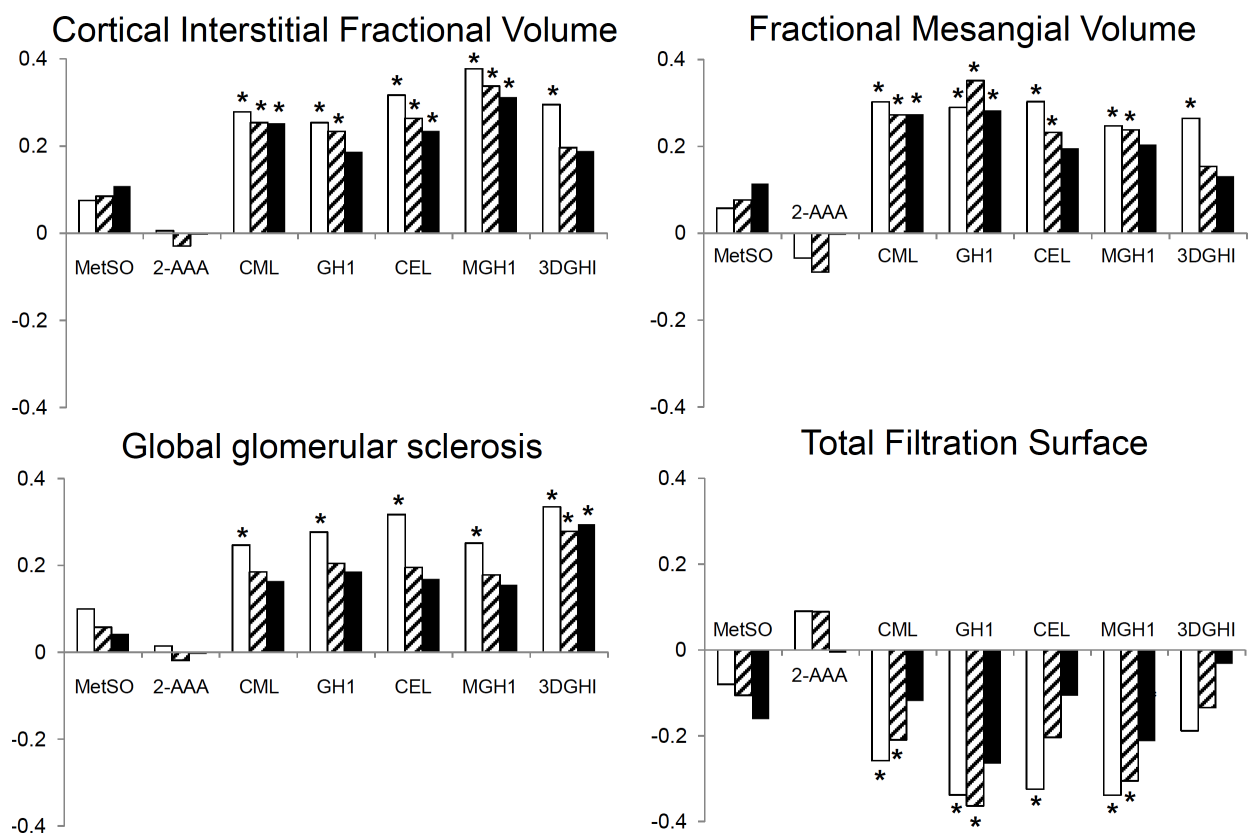 Cortical Interstitial Fractional Volume
0.4
* * * * * * * * * * * *
0.2
0
MetSO 2-AAA CML GH1 CEL MGH1 3DGHI
-0.2
-0.4
Fractional Mesangial Volume
0.4
* * * * * * * * * * *
0.2
2-AAA
0
MetSO CML GH1 CEL MGH1 3DGHI
-0.2
-0.4
Global glomerular sclerosis
0.4
* * * * * * *
0.2
0
MetSO 2-AAA CML GH1 CEL MGH1 3DGHI
-0.2
-0.4
Total Filtration Surface
0.4
0.2
MetSO CML GH1 CEL MGH1 3DGHI
0
2-AAA
-0.2
* * * * * * *
-0.4